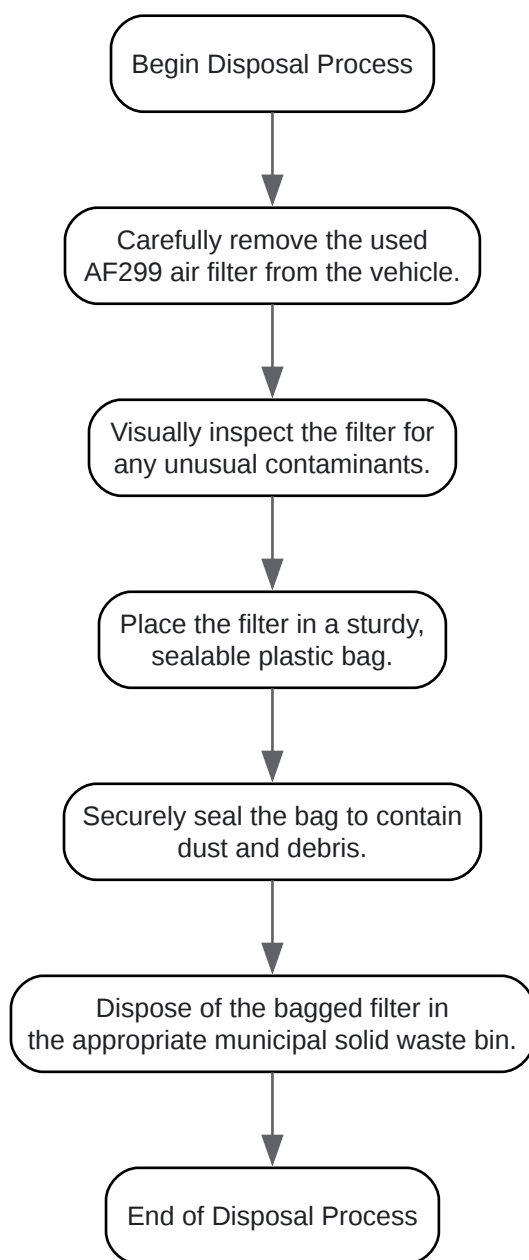 Begin Disposal Process
Carefully remove the used
AF299 air filter from the vehicle.
Visually inspect the filter for
any unusual contaminants.
Place the filter in a sturdy,
sealable plastic bag.
Securely seal the bag to contain
dust and debris.
Dispose of the bagged filter in
the appropriate municipal solid waste bin.
End of Disposal Process